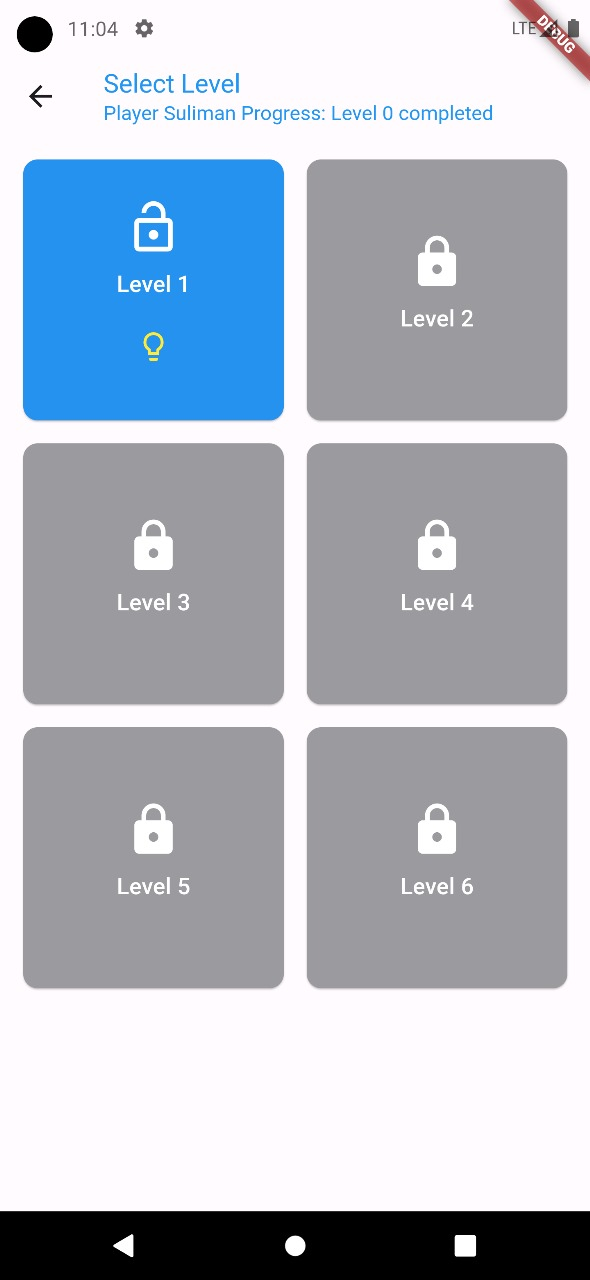 11:04
LTE
DEBUG
Select Level
Player Suliman Progress: Level 0 completed
Level 1
Level 2
Level 3
Level 4
Level 5
Level 6